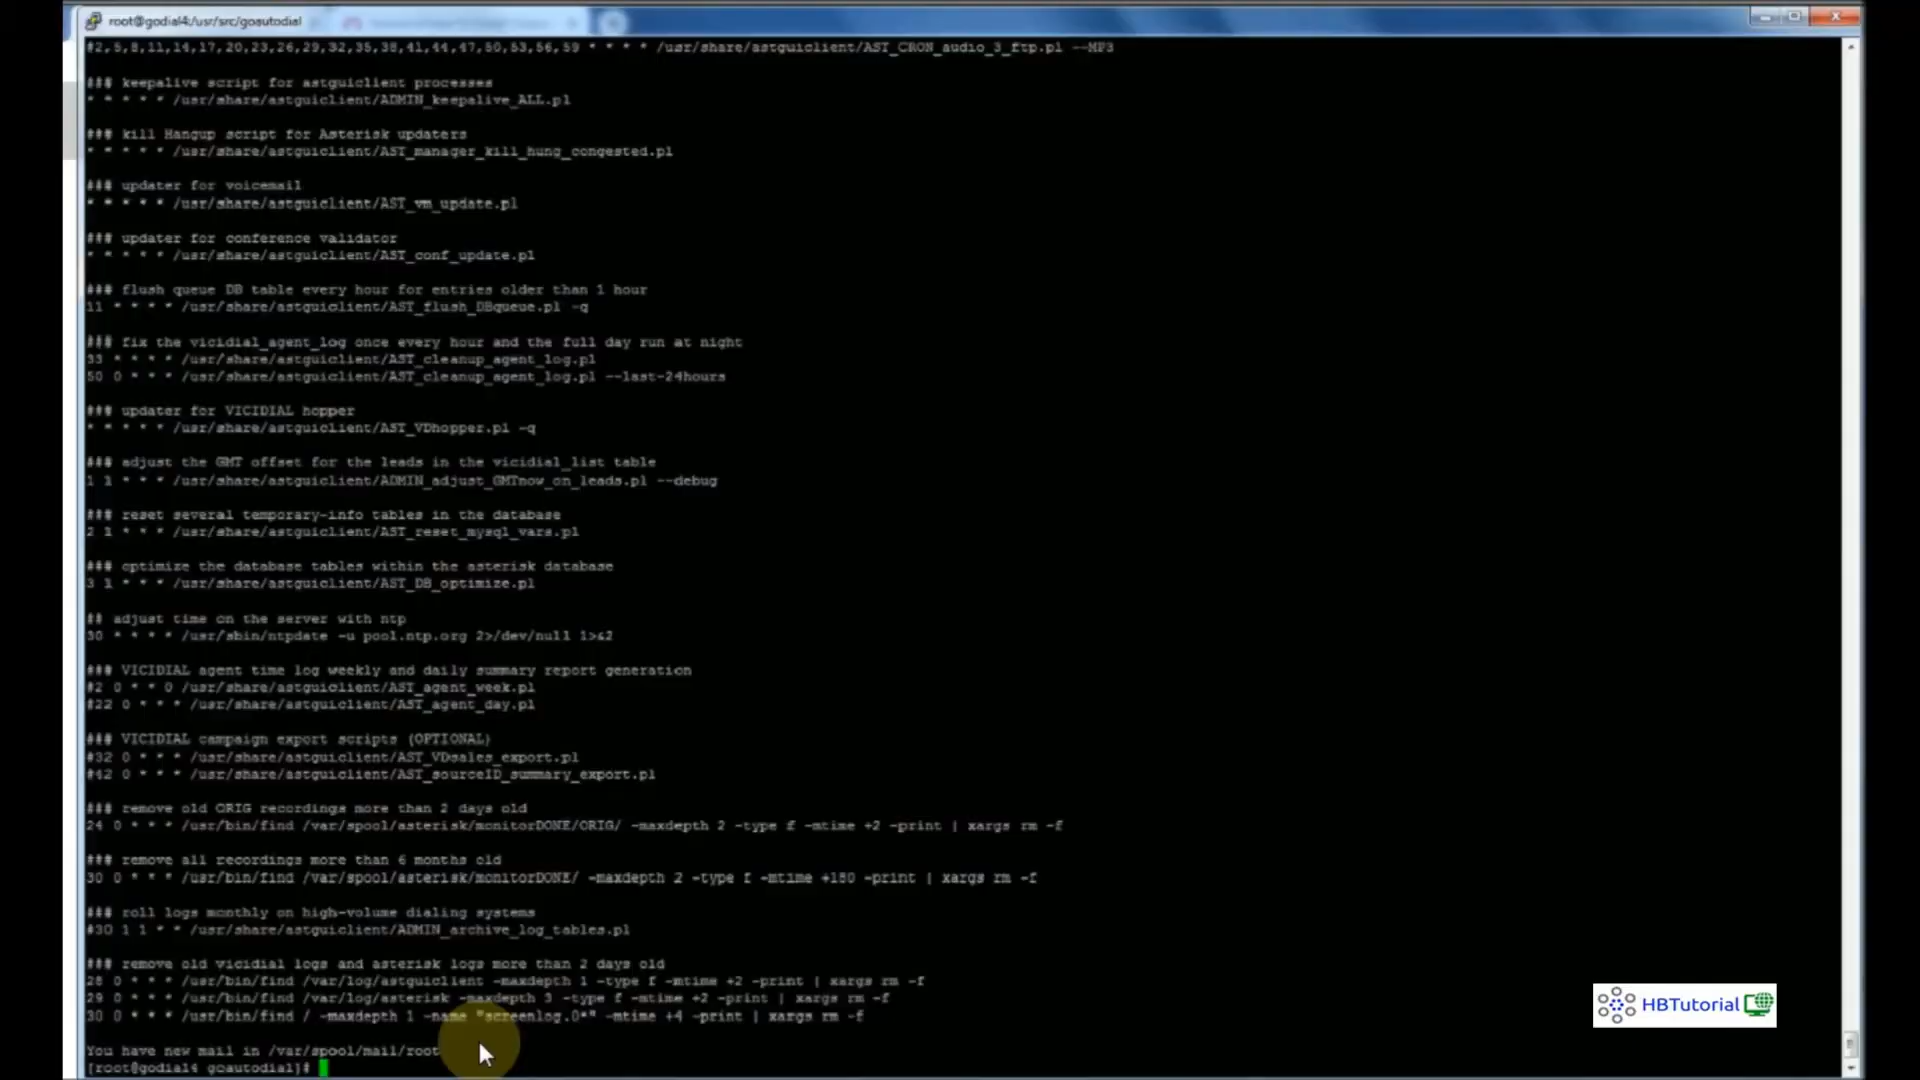 root@godial4:/usr/src/goautodial
#2,5,8,11,14,17,20,23,26,29,32,35,38,41,44,47,50,53,56,59 * * * * /usr/share/astguiclient/AST_CRON_audio_3_ftp.pl --MP3
### keepalive script for astguiclient processes
* * * * * /usr/share/astguiclient/ADMIN_keepalive_ALL.pl
### kill Hangup script for Asterisk updaters
* * * * * /usr/share/astguiclient/AST_manager_kill_hung_congested.pl
### updater for voicemail
* * * * * /usr/share/astguiclient/AST_vm_update.pl
### updater for conference validator
* * * * * /usr/share/astguiclient/AST_conf_update.pl
### flush queue DB table every hour for entries older than 1 hour
11 * * * * /usr/share/astguiclient/AST_flush_DBqueue.pl -q
### fix the vicidial_agent_log once every hour and the full day run at night
33 * * * * /usr/share/astguiclient/AST_cleanup_agent_log.pl
50 0 * * * /usr/share/astguiclient/AST_cleanup_agent_log.pl --last-24hours
### updater for VICIDIAL hopper
* * * * * /usr/share/astguiclient/AST_VDhopper.pl -q
### adjust the GMT offset for the leads in the vicidial_list table
1 1 * * * /usr/share/astguiclient/ADMIN_adjust_GMTnow_on_leads.pl --debug
### reset several temporary-info tables in the database
2 1 * * * /usr/share/astguiclient/AST_reset_mysql_vars.pl
### optimize the database tables within the asterisk database
3 1 * * * /usr/share/astguiclient/AST_DB_optimize.pl
## adjust time on the server with ntp
30 * * * * /usr/sbin/ntpdate -u pool.ntp.org 2>/dev/null 1>&2
### VICIDIAL agent time log weekly and daily summary report generation
#2 0 * * 0 /usr/share/astguiclient/AST_agent_week.pl
#22 0 * * * /usr/share/astguiclient/AST_agent_day.pl
### VICIDIAL campaign export scripts (OPTIONAL)
#32 0 * * * /usr/share/astguiclient/AST_VDsales_export.pl
#42 0 * * * /usr/share/astguiclient/AST_sourceID_summary_export.pl
### remove old ORIG recordings more than 2 days old
24 0 * * * /usr/bin/find /var/spool/asterisk/monitorDONE/ORIG/ -maxdepth 2 -type f -mtime +2 -print | xargs rm -f
### remove all recordings more than 6 months old
30 0 * * * /usr/bin/find /var/spool/asterisk/monitorDONE/ -maxdepth 2 -type f -mtime +180 -print | xargs rm -f
### roll logs monthly on high-volume dialing systems
#30 1 1 * * /usr/share/astguiclient/ADMIN_archive_log_tables.pl
### remove old vicidial logs and asterisk logs more than 2 days old
28 0 * * * /usr/bin/find /var/log/astguiclient -maxdepth 1 -type f -mtime +2 -print | xargs rm -f
29 0 * * * /usr/bin/find /var/log/asterisk -maxdepth 3 -type f -mtime +2 -print | xargs rm -f
30 0 * * * /usr/bin/find / -maxdepth 1 -name "screenlog.0*" -mtime +4 -print | xargs rm -f
You have new mail in /var/spool/mail/root
[root@godial4 goautodial]#
HBTutorial